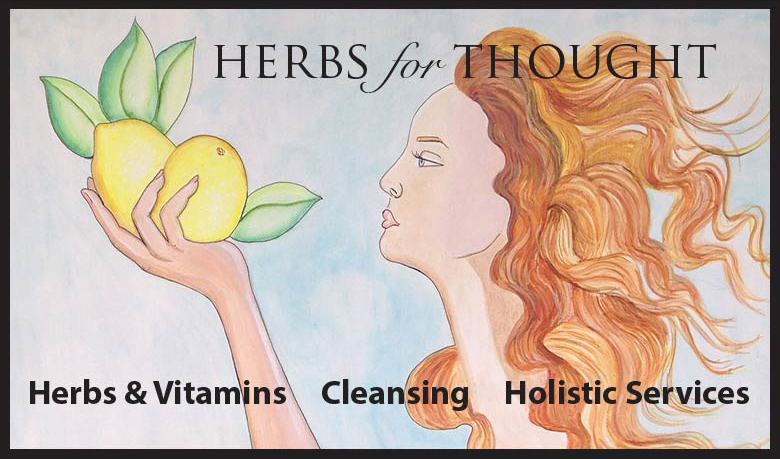 HERBS for THOUGHT
Herbs & Vitamins Cleansing Holistic Services